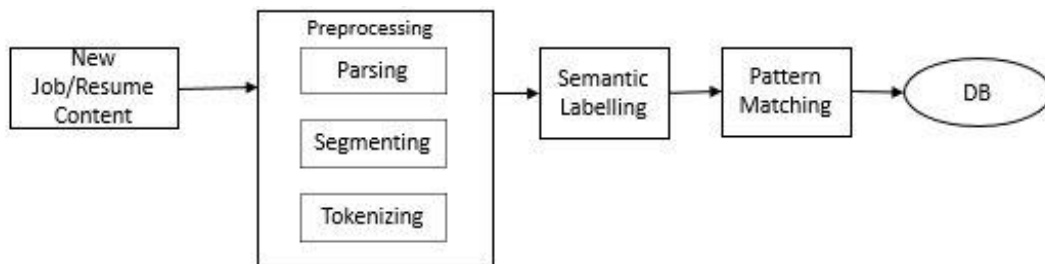 New
Job/Resume
Content
Preprocessing
Parsing
Segmenting
Tokenizing
Semantic
Labelling
Pattern
Matching
DB